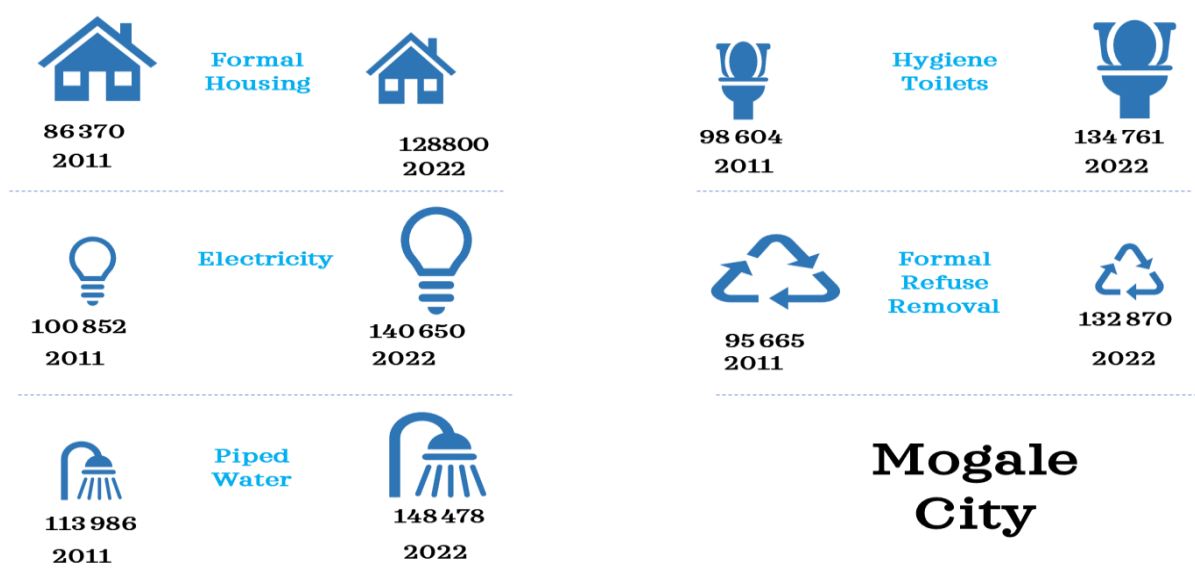 Formal
Housing
86 370
2011
128800
2022
Hygiene
Toilets
98 604
2011
134 761
2022
Electricity
100 852
2011
140 650
2022
Formal
Refuse
Removal
95 665
2011
132 870
2022
Piped
Water
113 986
2011
148 478
2022
Mogale
City